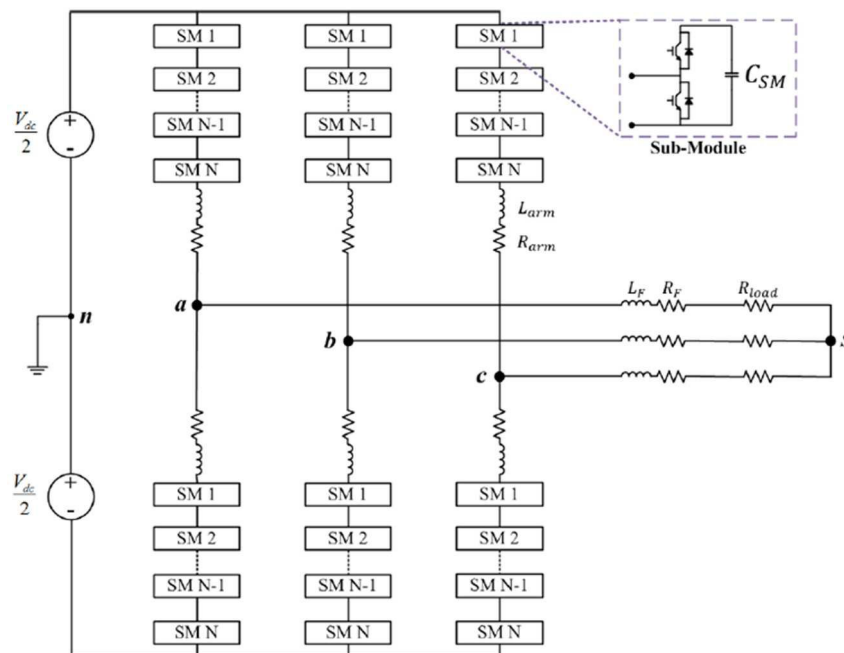 SM 1 SM 1 SM 1
SM 2 SM 2 SM 2
C_SM
SM N-1 SM N-1 SM N-1
Sub-Module
SM N SM N SM N
V_dc/2
+
-
L_arm
R_arm
L_F R_F R_load
a
n
b
s
c
V_dc/2
+
-
SM 1 SM 1 SM 1
SM 2 SM 2 SM 2
SM N-1 SM N-1 SM N-1
SM N SM N SM N